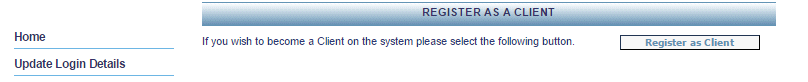 REGISTER AS A CLIENT
Home
If you wish to become a Client on the system please select the following button.
Register as Client
Update Login Details